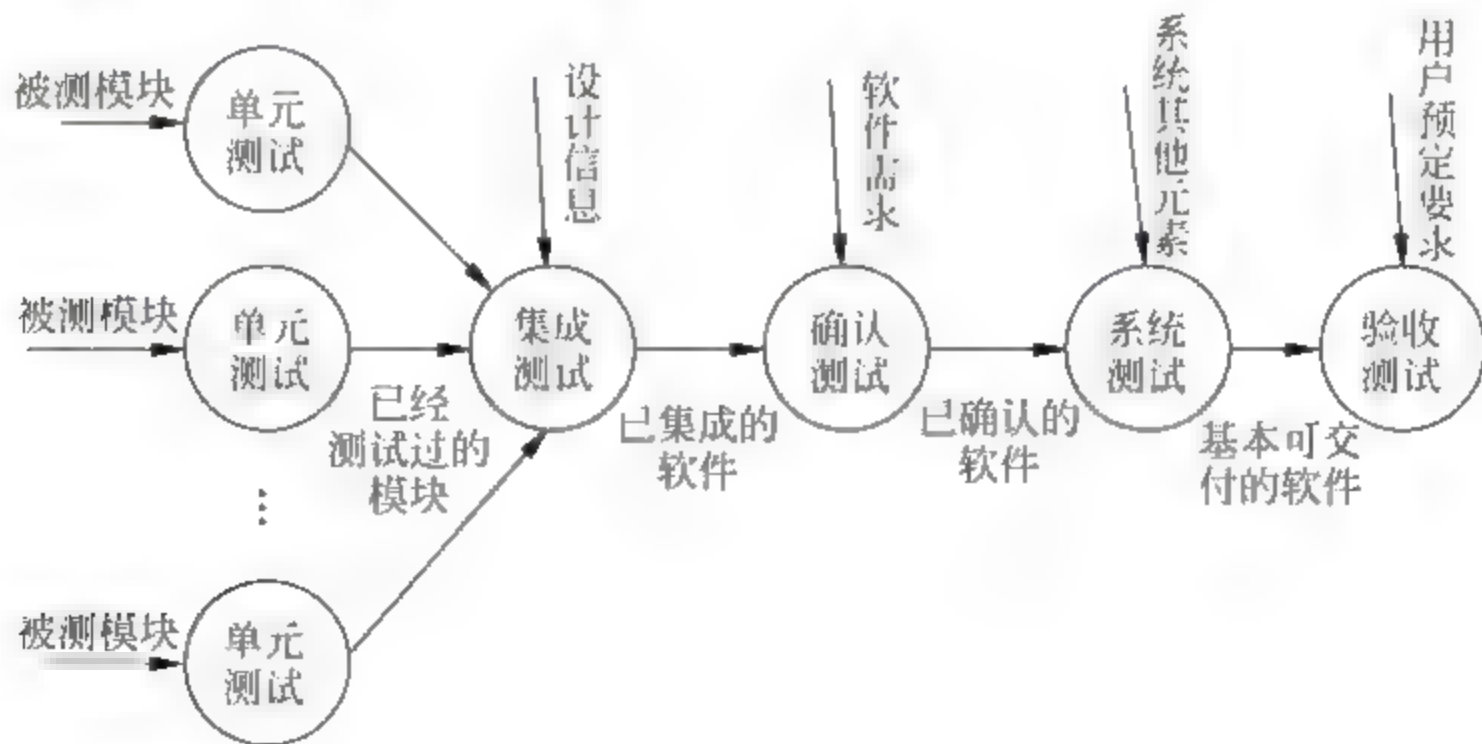 被测模块
单元
测试
设计信息
软件需求
系统其他元素
用户预定要求
被测模块
单元
测试
集成
测试
确认
测试
系统
测试
验收
测试
已经
测试过的
模块
已集成的
软件
已确认的
软件
基本可交
付的软件
⋮
被测模块
单元
测试